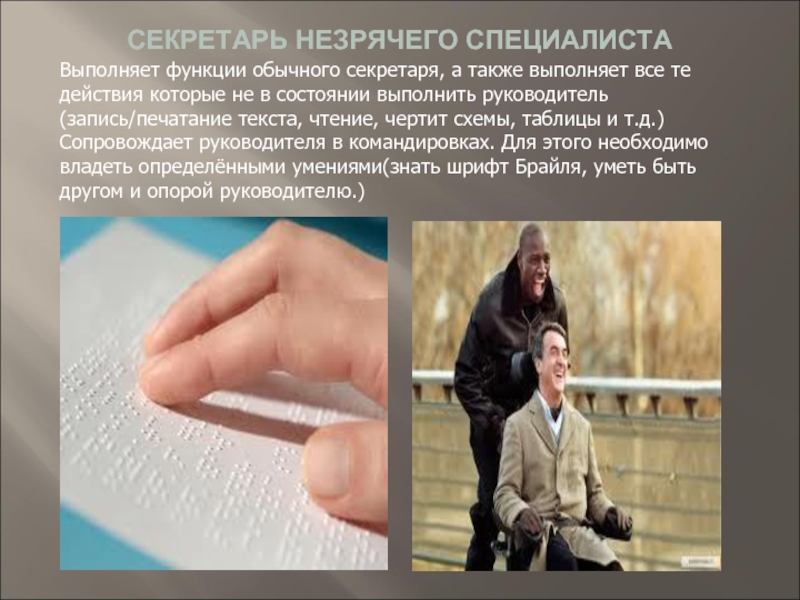 СЕКРЕТАРЬ НЕЗРЯЧЕГО СПЕЦИАЛИСТА
Выполняет функции обычного секретаря, а также выполняет все те
действия которые не в состоянии выполнить руководитель
(запись/печатание текста, чтение, чертит схемы, таблицы и т.д.)
Сопровождает руководителя в командировках. Для этого необходимо
владеть определёнными умениями(знать шрифт Брайля, уметь быть
другом и опорой руководителю.)